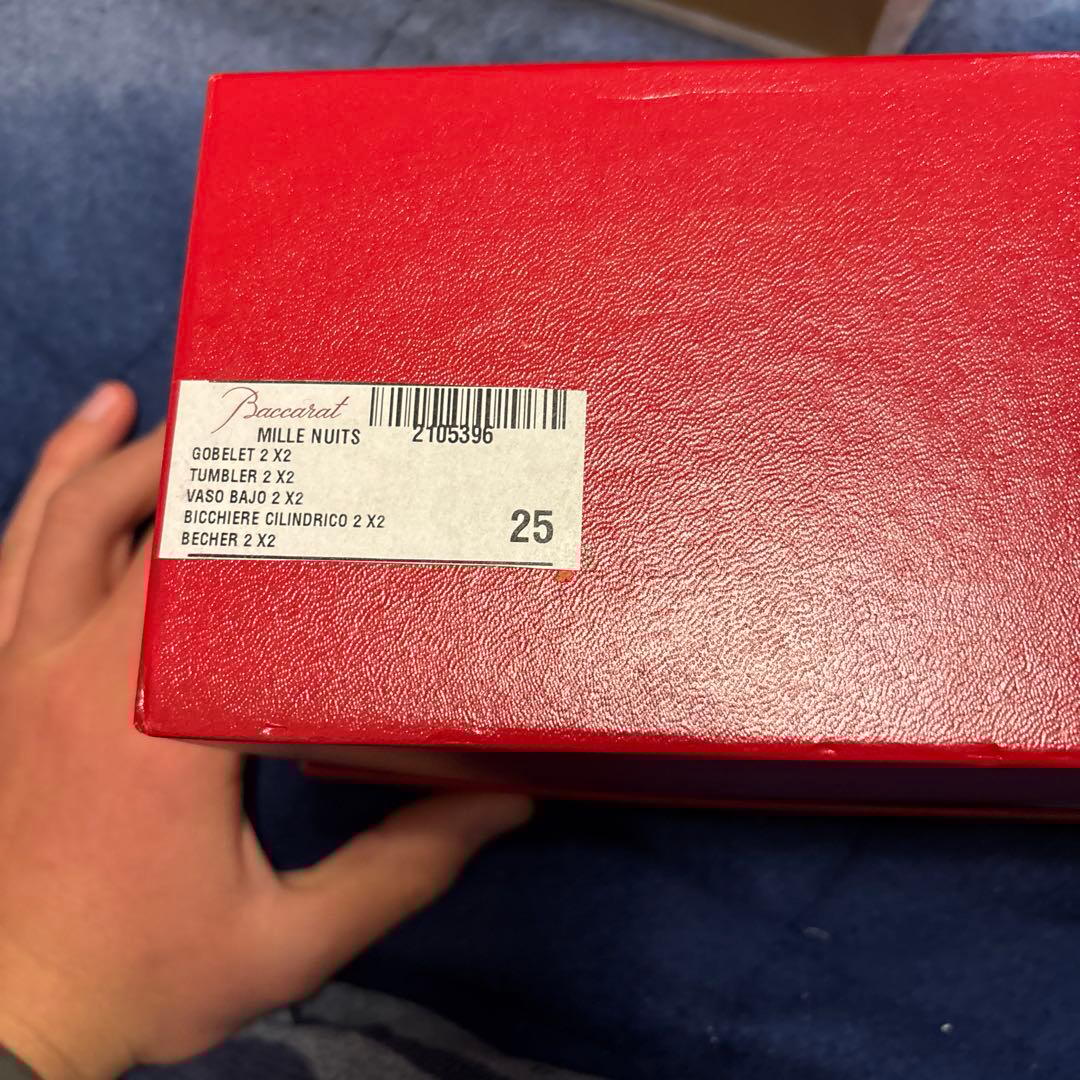 Baccarat
MILLE NUITS 2105396
GOBELET 2 X2
TUMBLER 2 X2
VASO BAJO 2 X2
BICCHIERE CILINDRICO 2 X2
BECHER 2 X2
25